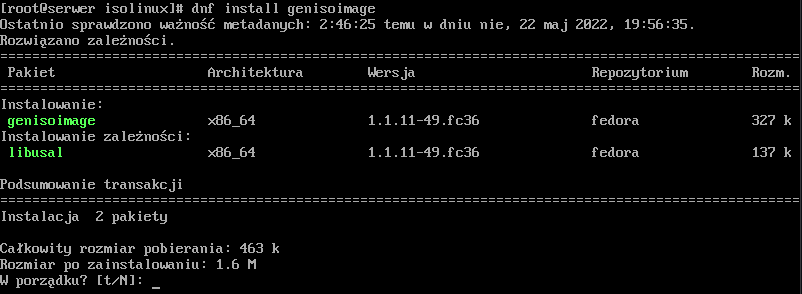 [root@serwer isolinux]# dnf install genisoimage
Ostatnio sprawdzono ważność metadanych: 2:46:25 temu w dniu nie, 22 maj 2022, 19:56:35.
Rozwiązano zależności.
================================================================================
Pakiet Architektura Wersja Repozytorium Rozm.
================================================================================
Instalowanie:
genisoimage x86_64 1.1.11-49.fc36 fedora 327 k
Instalowanie zależności:
libusal x86_64 1.1.11-49.fc36 fedora 137 k
Podsumowanie transakcji
================================================================================
Instalacja 2 pakiety
Całkowity rozmiar pobierania: 463 k
Rozmiar po zainstalowaniu: 1.6 M
W porządku? [t/N]: _